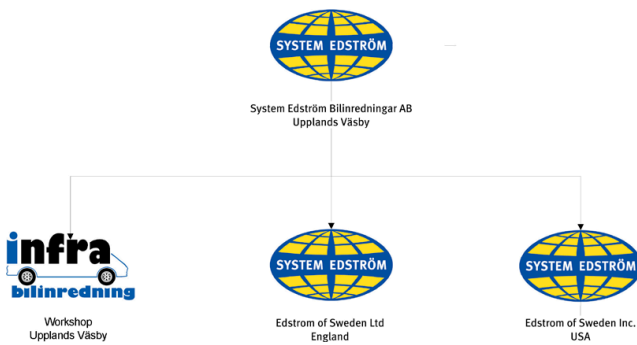 SYSTEM EDSTRÖM
System Edström Bilinredningar AB
Upplands Väsby
infra
bilinredning
Workshop
Upplands Väsby
SYSTEM EDSTRÖM
Edstrom of Sweden Ltd
England
SYSTEM EDSTRÖM
Edstrom of Sweden Inc.
USA